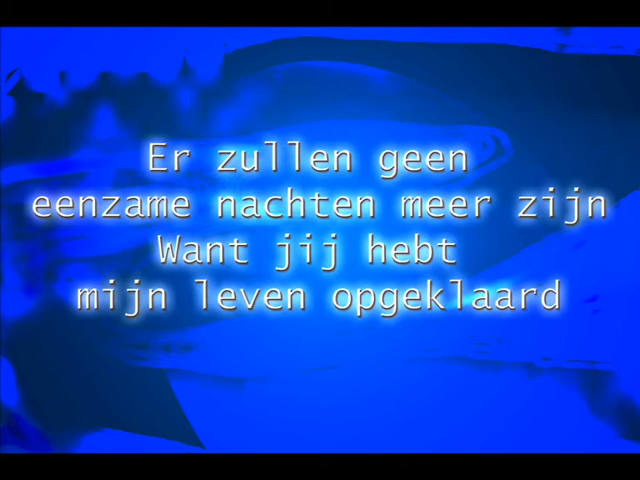 Er zullen geen
eenzame nachten meer zijn
Want jij hebt
mijn leven opgeklaard